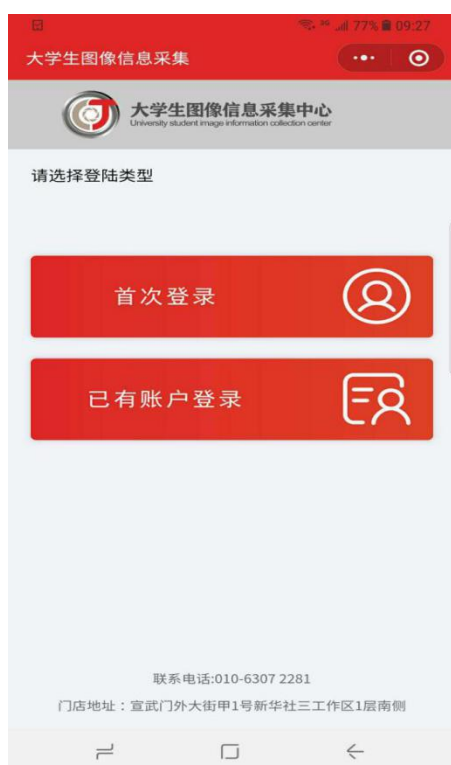 3G 77% 09:27
大学生图像信息采集
大学生图像信息采集中心
University student image information collection center
请选择登陆类型
首次登录
已有账户登录
联系电话:010-6307 2281
门店地址：宣武门外大街甲1号新华社三工作区1层南侧